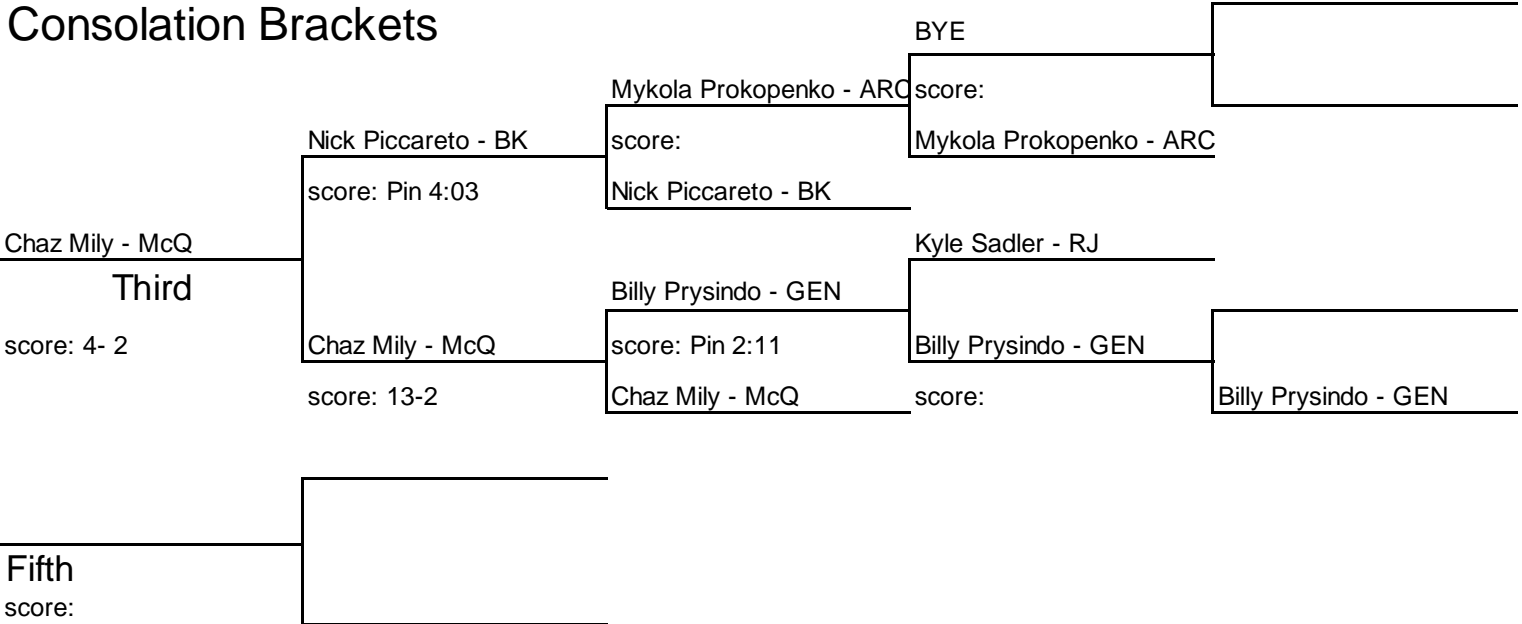 Consolation Brackets
BYE
Mykola Prokopenko - ARC
score:
Nick Piccareto - BK
score:
Mykola Prokopenko - ARC
score: Pin 4:03
Nick Piccareto - BK
Chaz Mily - McQ
Kyle Sadler - RJ
Third
Billy Prysindo - GEN
score: 4- 2
Chaz Mily - McQ
score: Pin 2:11
Billy Prysindo - GEN
score: 13-2
Chaz Mily - McQ
score:
Billy Prysindo - GEN
Fifth
score: